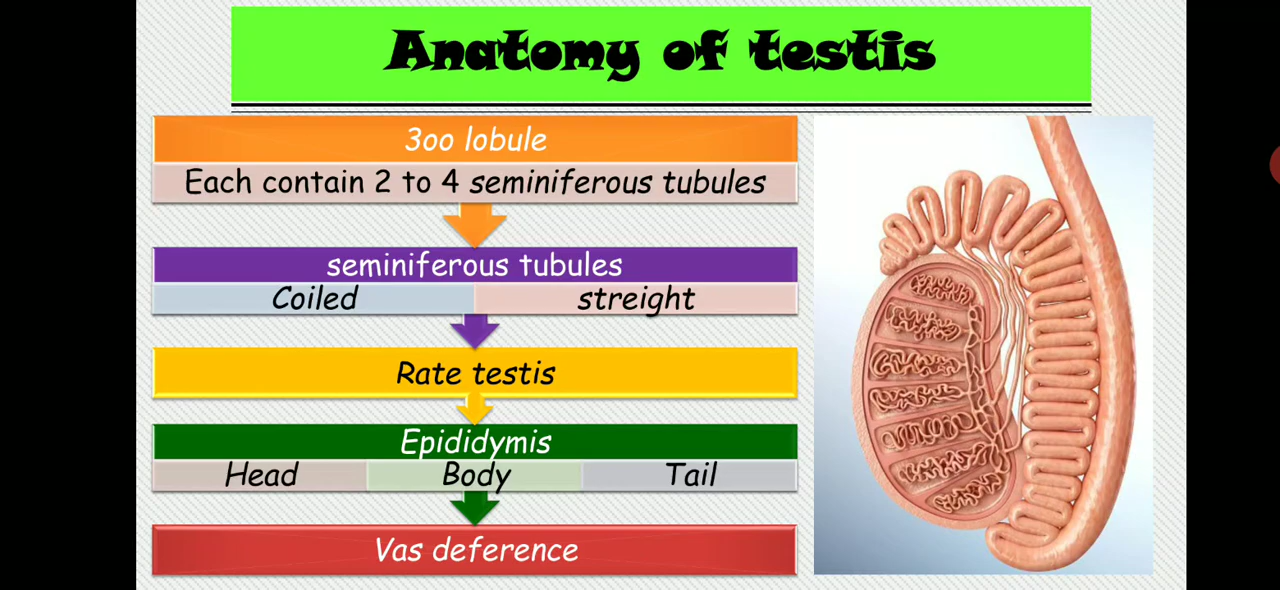 Anatomy of testis
3oo lobule
Each contain 2 to 4 seminiferous tubules
seminiferous tubules
Coiled
streight
Rate testis
Epididymis
Head
Body
Tail
Vas deference